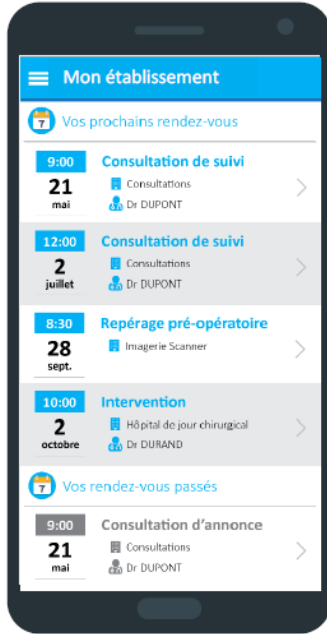 Mon établissement
7
Vos prochains rendez-vous
9:00
Consultation de suivi
21
mai
Consultations
Dr DUPONT
12:00
Consultation de suivi
2
juillet
Consultations
Dr DUPONT
8:30
Repérage pré-opératoire
28
sept.
Imagerie Scanner
10:00
Intervention
2
octobre
Hôpital de jour chirurgical
Dr DURAND
7
Vos rendez-vous passés
9:00
Consultation d’annonce
21
mai
Consultations
Dr DUPONT